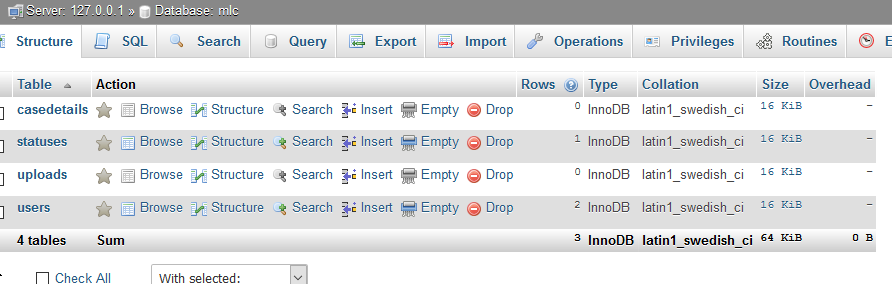 Server: 127.0.0.1 » Database: mlc
Structure SQL Search Query Export Import Operations Privileges Routines E
Table Action Rows Type Collation Size Overhead
casedetails Browse Structure Search Insert Empty Drop 0 InnoDB latin1_swedish_ci 16 KiB -
statuses Browse Structure Search Insert Empty Drop 1 InnoDB latin1_swedish_ci 16 KiB -
uploads Browse Structure Search Insert Empty Drop 0 InnoDB latin1_swedish_ci 16 KiB -
users Browse Structure Search Insert Empty Drop 2 InnoDB latin1_swedish_ci 16 KiB -
4 tables Sum 3 InnoDB latin1_swedish_ci 64 KiB 0 B
Check All With selected: